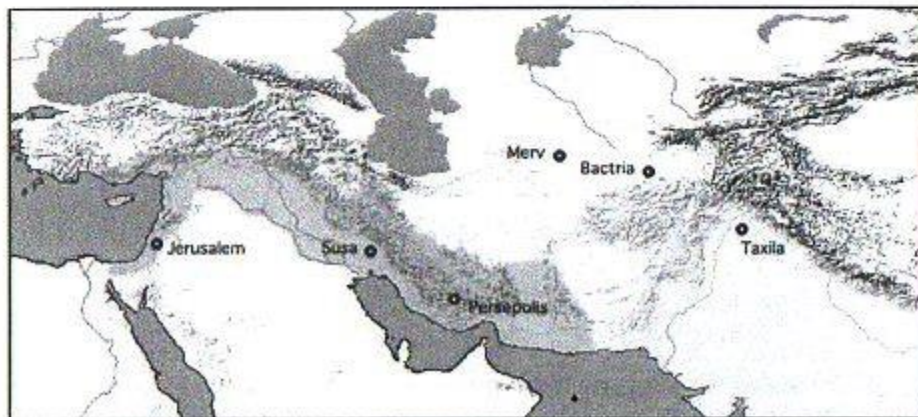 Merv
Bactria
Jerusalem
Susa
Taxila
Persepolis